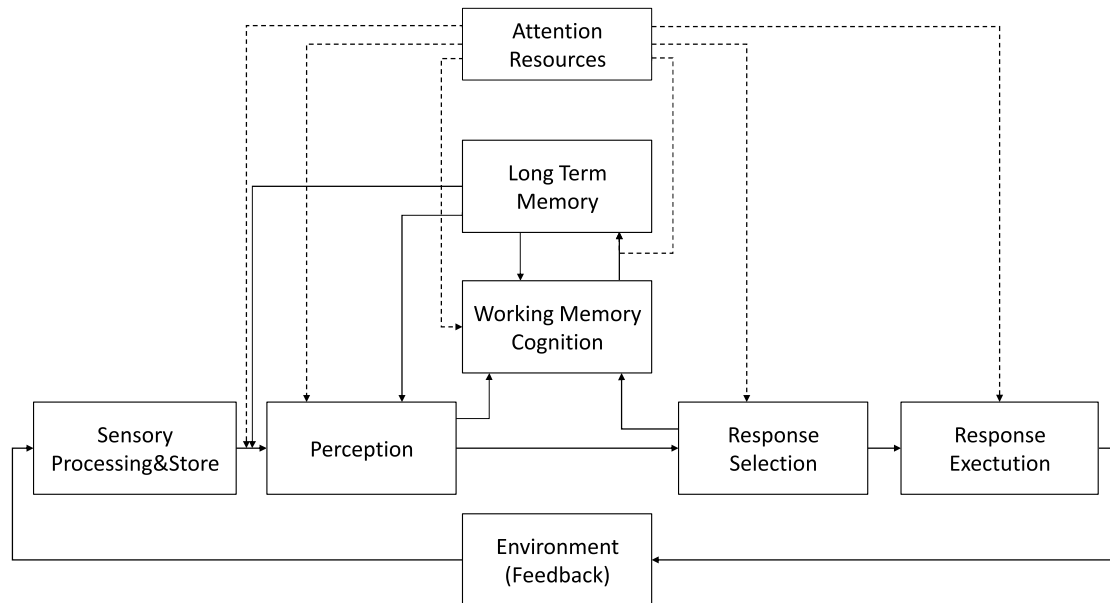 Attention
Resources
Long Term
Memory
Working Memory
Cognition
Sensory
Processing&Store
Perception
Response
Selection
Response
Exectution
Environment
(Feedback)